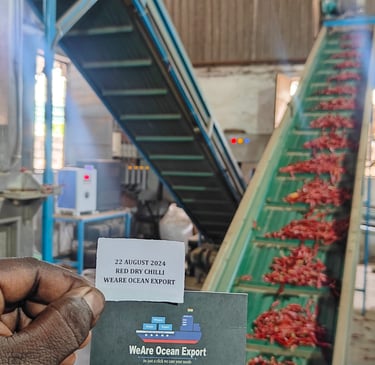 22 AUGUST 2024
RED DRY CHILLI
WEARE OCEAN EXPORT
WeAre Ocean Export